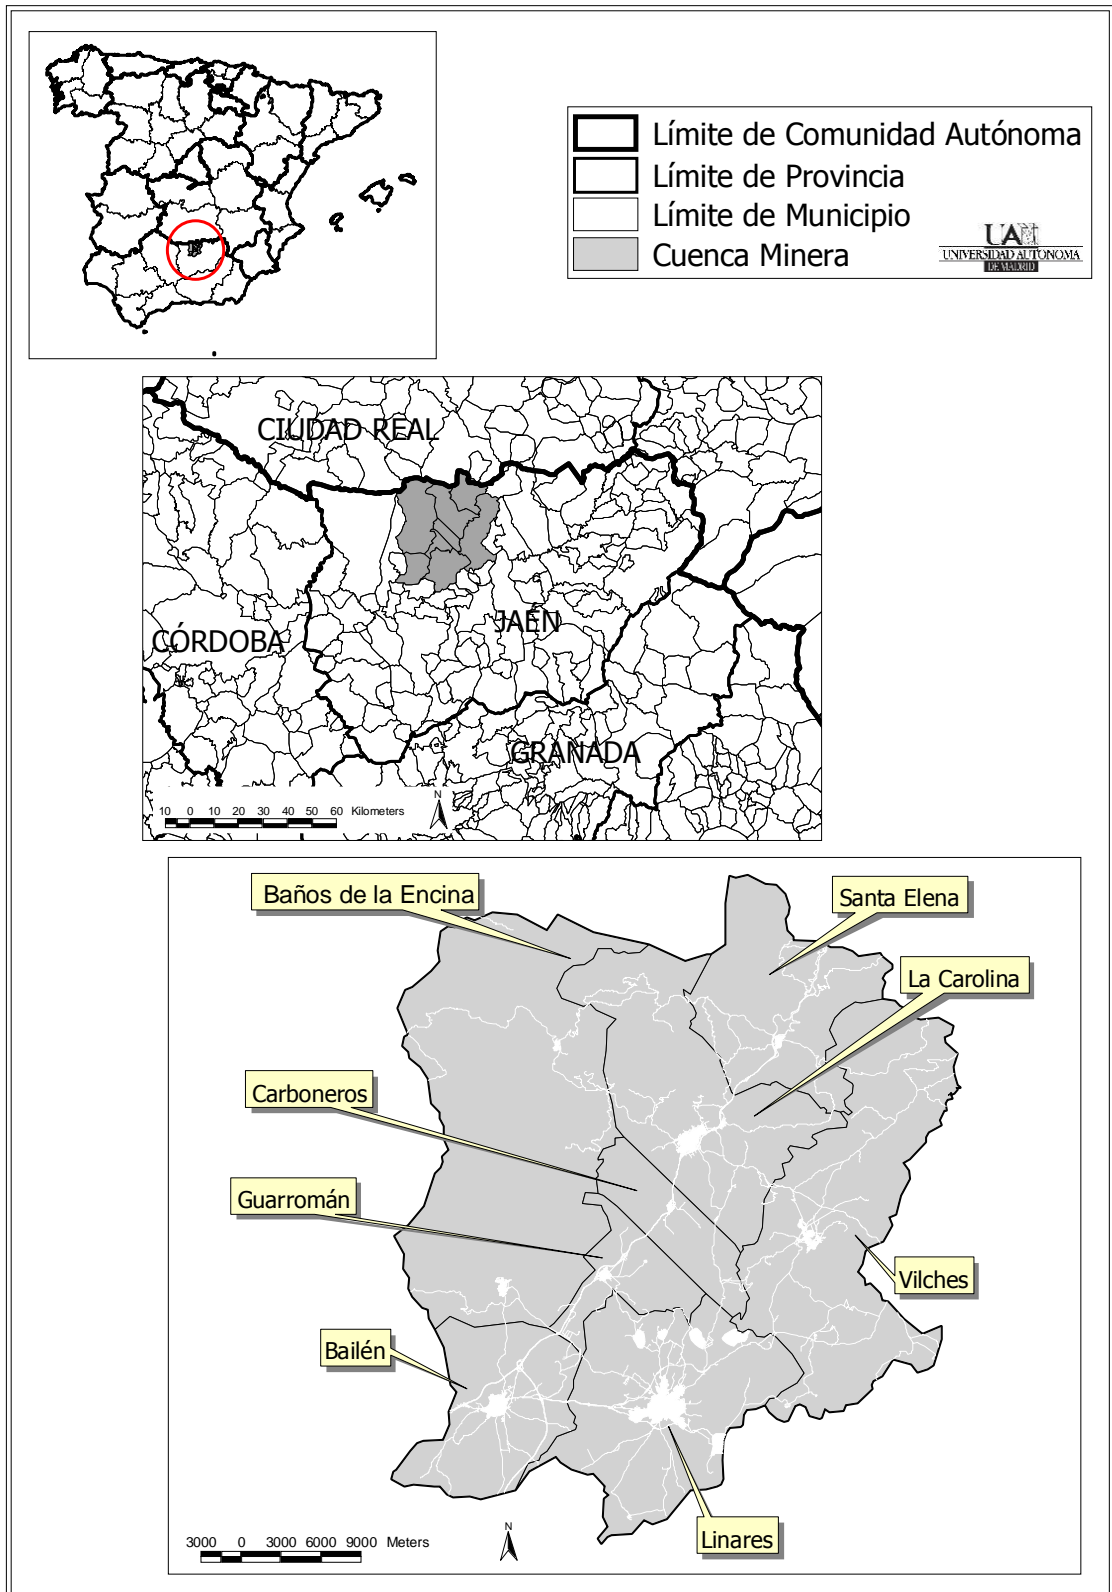 Límite de Comunidad Autónoma
Límite de Provincia
Límite de Municipio
Cuenca Minera
UAM
UNIVERSIDAD AUTONOMA
DE MADRID
CIUDAD REAL
JAÉN
CÓRDOBA
GRANADA
10 0 10 20 30 40 50 60 Kilometers
N
Baños de la Encina
Santa Elena
La Carolina
Carboneros
Guarromán
Vilches
Bailén
Linares
3000 0 3000 6000 9000 Meters
N